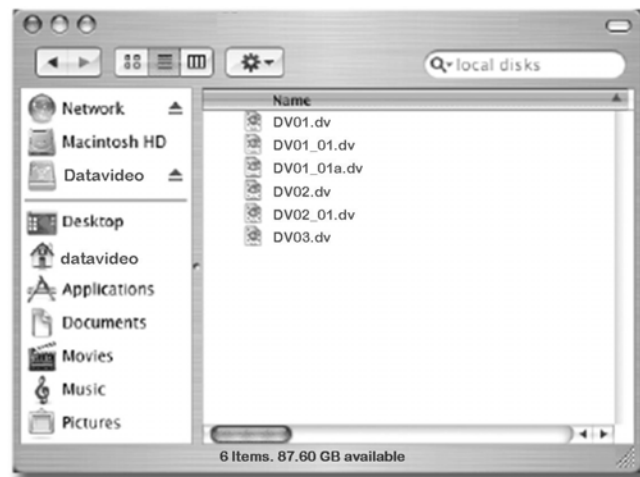 local disks
Name
Network
Macintosh HD
Datavideo
Desktop
datavideo
Applications
Documents
Movies
Music
Pictures
DV01.dv
DV01_01.dv
DV01_01a.dv
DV02.dv
DV02_01.dv
DV03.dv
6 Items. 87.60 GB available